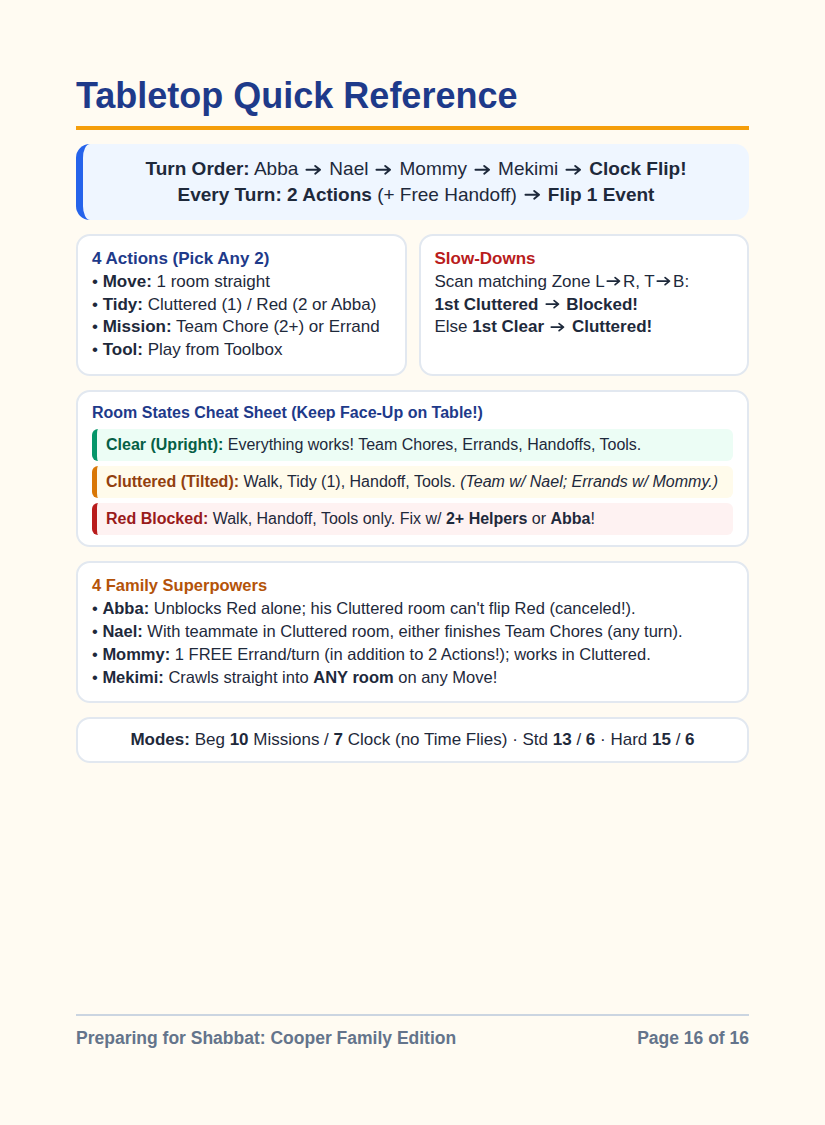 Tabletop Quick Reference
Turn Order: Abba → Nael → Mommy → Mekimi → Clock Flip!
Every Turn: 2 Actions (+ Free Handoff) → Flip 1 Event
4 Actions (Pick Any 2)
• Move: 1 room straight
• Tidy: Cluttered (1) / Red (2 or Abba)
• Mission: Team Chore (2+) or Errand
• Tool: Play from Toolbox
Slow-Downs
Scan matching Zone L→R, T→B:
1st Cluttered → Blocked!
Else 1st Clear → Cluttered!
Room States Cheat Sheet (Keep Face-Up on Table!)
Clear (Upright): Everything works! Team Chores, Errands, Handoffs, Tools.
Cluttered (Tilted): Walk, Tidy (1), Handoff, Tools. (Team w/ Nael; Errands w/ Mommy.)
Red Blocked: Walk, Handoff, Tools only. Fix w/ 2+ Helpers or Abba!
4 Family Superpowers
• Abba: Unblocks Red alone; his Cluttered room can't flip Red (canceled!).
• Nael: With teammate in Cluttered room, either finishes Team Chores (any turn).
• Mommy: 1 FREE Errand/turn (in addition to 2 Actions!); works in Cluttered.
• Mekimi: Crawls straight into ANY room on any Move!
Modes: Beg 10 Missions / 7 Clock (no Time Flies) · Std 13 / 6 · Hard 15 / 6
Preparing for Shabbat: Cooper Family Edition
Page 16 of 16